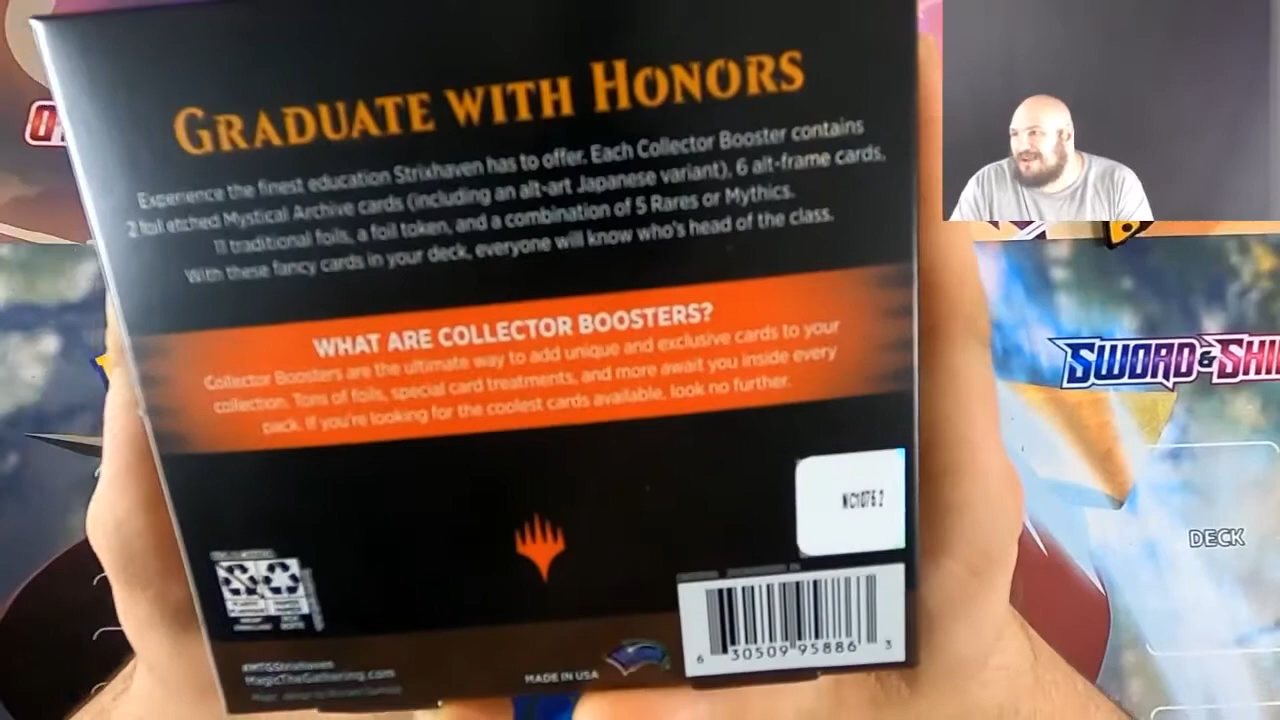 GRADUATE WITH HONORS
Experience the finest education Strixhaven has to offer. Each Collector Booster contains
2 foil etched Mystical Archive cards (including an alt-art Japanese variant), 6 alt-frame cards,
11 traditional foils, a foil token, and a combination of 5 Rares or Mythics.
With these fancy cards in your deck, everyone will know who's head of the class.
WHAT ARE COLLECTOR BOOSTERS?
Collector Boosters are the ultimate way to add unique and exclusive cards to your
collection. Tons of foils, special card treatments, and more await you inside every
pack. If you're looking for the coolest cards available, look no further.
NC1076 2
6 30509 95886 3
#MTGStrixhaven
MagicTheGathering.com
MADE IN USA
SWORD & SHI
DECK